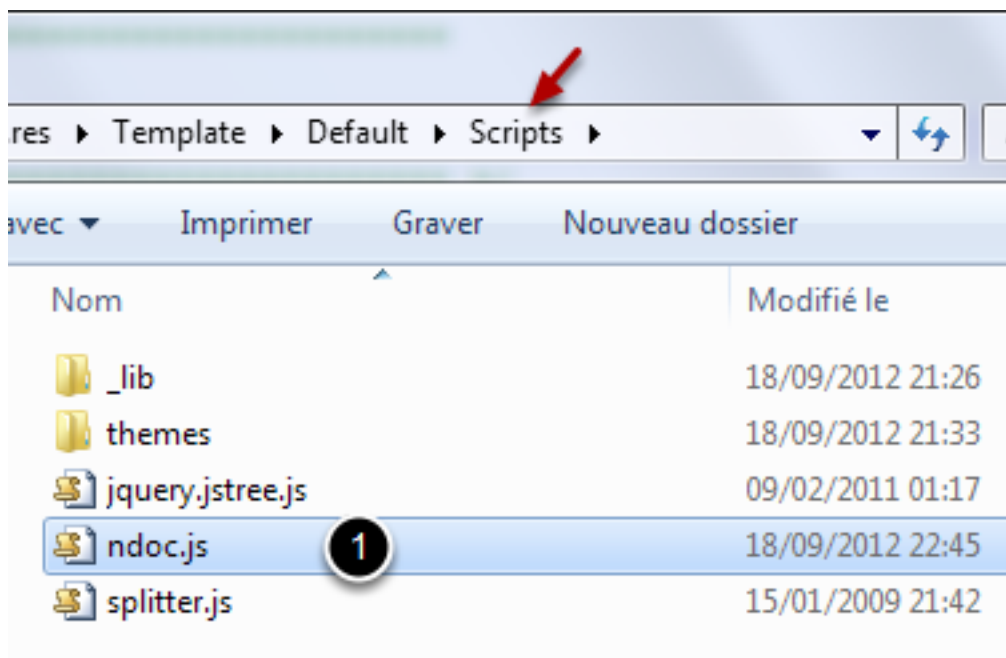 res ▸ Template ▸ Default ▸ Scripts ▸
avec Imprimer Graver Nouveau dossier
Nom Modifié le
_lib 18/09/2012 21:26
themes 18/09/2012 21:33
jquery.jstree.js 09/02/2011 01:17
ndoc.js 1 18/09/2012 22:45
splitter.js 15/01/2009 21:42